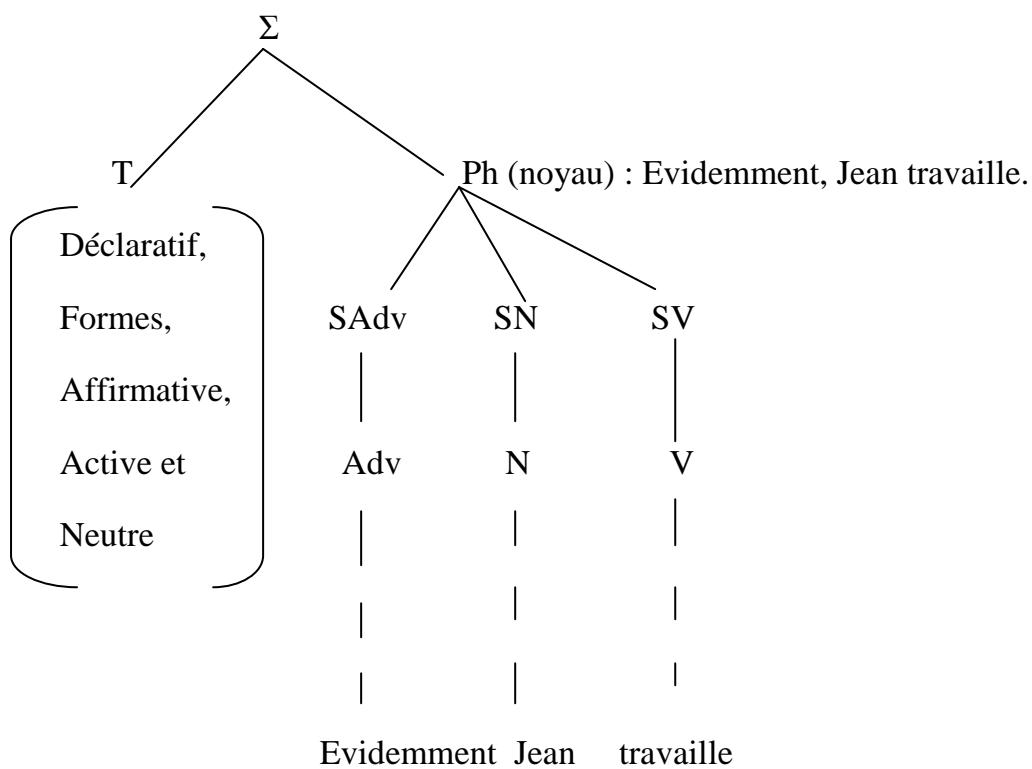 Σ
T Ph (noyau) : Evidemment, Jean travaille.
Déclaratif,
Formes, SAdv SN SV
Affirmative,
Active et Adv N V
Neutre
Evidemment Jean travaille